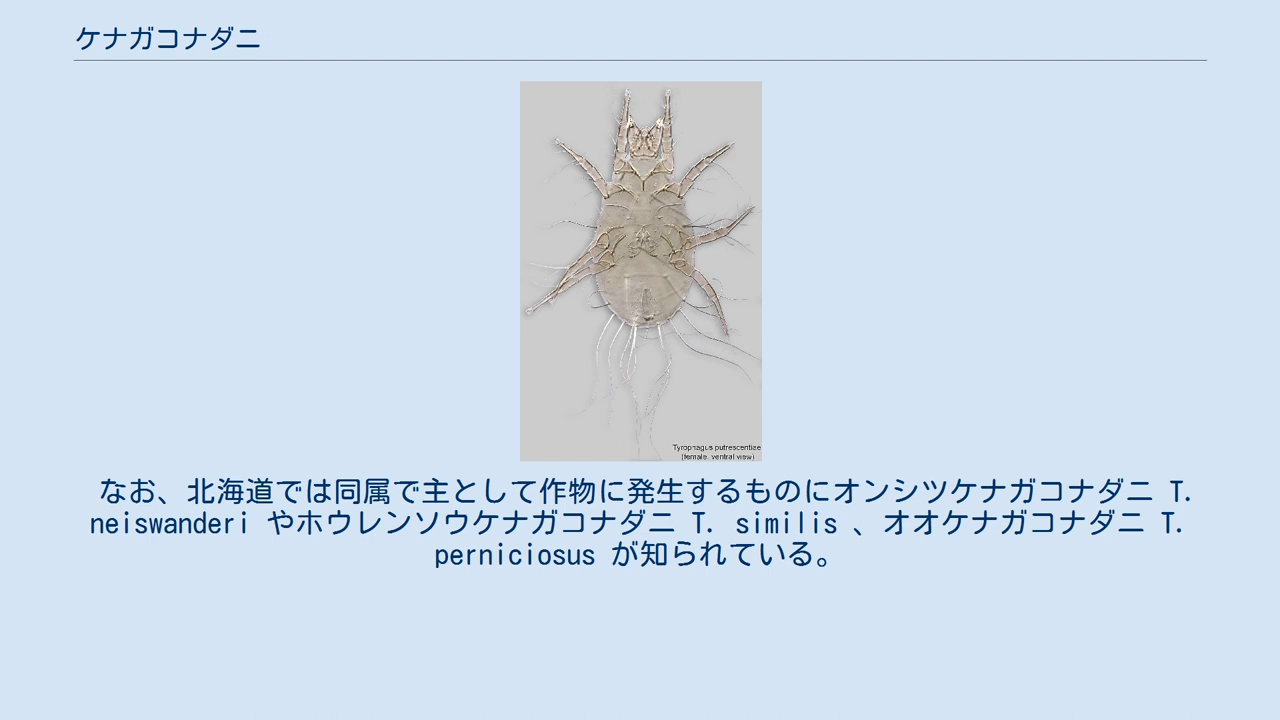 ケナガコナダニ
Tyrophagus putrescentiae
(female, ventral view)
なお、北海道では同属で主として作物に発生するものにオンシツケナガコナダニ T.
neiswanderi やホウレンソウケナガコナダニ T. similis 、オオケナガコナダニ T.
perniciosus が知られている。